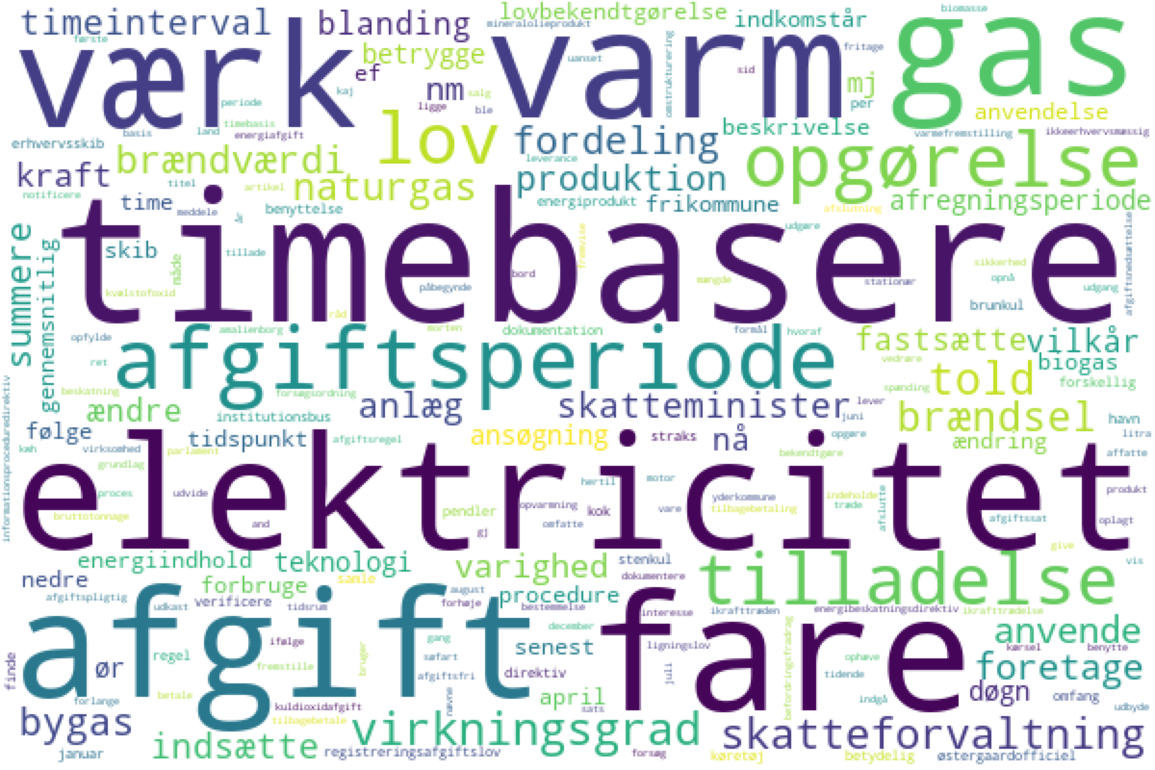 timeinterval blanding lovbekendtgørelse indkomstår biomasse
mineralolieprodukt
første værk varm gas
betrygge uanset omstrukturering fritage
ef nm salg sid mj
kaj ligge ble per
periode timebasis land lov fordeling beskrivelse anvendelse
basis energiafgift varmefremstilling ikkeerhvervsmæssig
erhvervsskib brændværdi leverance opgørelse
kraft titel artikel naturgas produktion
notificere time meddele benyttelse energiprodukt frikommune afslutning afregningsperiode
timebasere
summere gennemsnitlig skib tillade nåde fremvise udgøre sikkerhed afgiftsnedsættelse
kvælstofoxid påbegynde bord mængde stationær opnå udgang
brunkul
amalienborg råd morten dokumentation formål hvoraf
opfylde afgiftsperiode fastsætte vilkår
ret vedrøre biogas
beskatning forsøgsordning told forskellig
spænding
ændre institutionsbus anlæg skatteminister lever brændsel havn
juni
følge tidspunkt afgiftsregel ansøgning straks nå opgøre ændring litra
informationsproceduredirektiv køb virksomhed parlament bekendtgøre affatte
grundlag elektricitet
proces udvide pendler opvarmning hertil motor yderkommune indeholde produkt
bruttotonnage and gj omfatte kok vare tilbagebetaling træde afslutte afgiftssat oplagt
give
energiindhold teknologi varighed stenkul tilladelse vis
nedre forbruge samle dokumentere
afgiftspligtig verificere august procedure
udkast tidsrum forhøje bestemmelse interesse ikrafttræden energibeskatningsdirektiv ikrafttrædelse
afgift fare anvende
ifølge gang december ligningslov kørsel benytte
regel bruger søfart senest befordringsfradrag ophæve
finde ør fremstille afgiftsfri direktiv juli tidende foretage
forlange betale nævne april indgå døgn omfang
kuldioxidafgift sats udbyde
bygas tilbagebetale virkningsgrad skatteforvaltning
januar indsætte registreringsafgiftslov forsøg køretøj betydelig østergaardofficiel